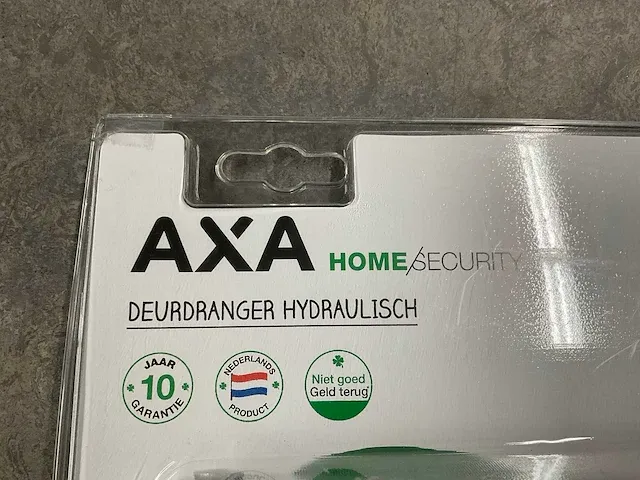 AXA HOME/SECURITY
DEURDRANGER HYDRAULISCH
JAAR
10
GARANTIE
NEDERLANDS
PRODUCT
Niet goed
Geld terug